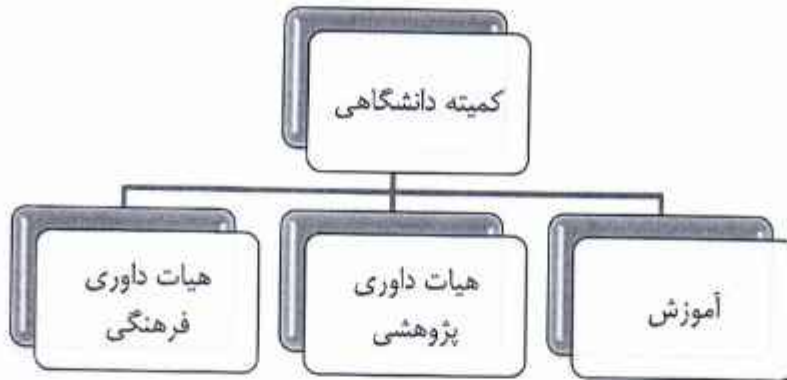 کمیته دانشگاهی
آموزش
هیات داوری
پژوهشی
هیات داوری
فرهنگی